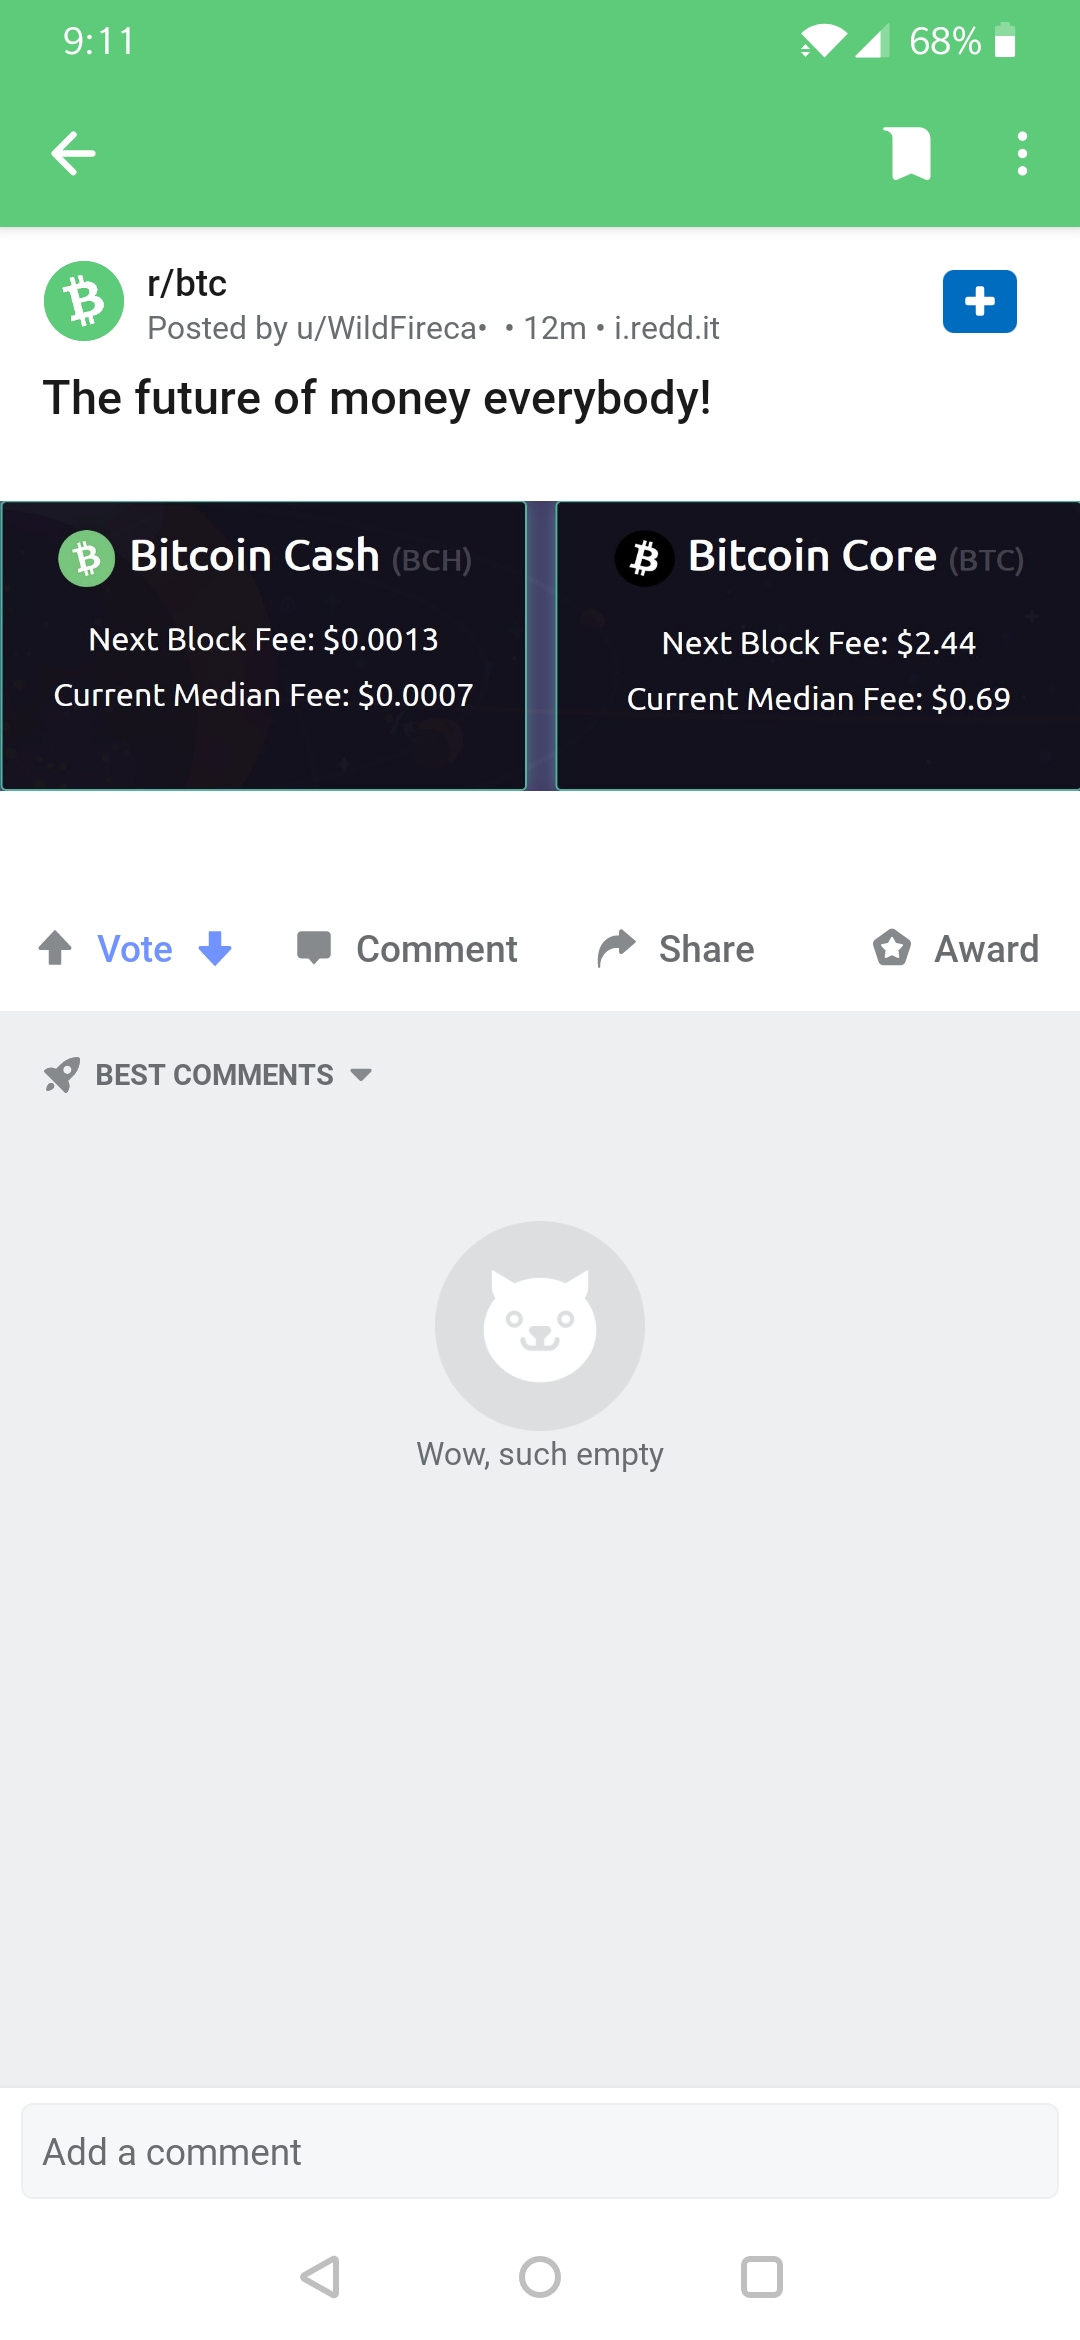 9:11
68%
r/btc
Posted by u/WildFireca• • 12m • i.redd.it
The future of money everybody!
Bitcoin Cash (BCH)
Next Block Fee: $0.0013
Current Median Fee: $0.0007
Bitcoin Core (BTC)
Next Block Fee: $2.44
Current Median Fee: $0.69
Vote
Comment
Share
Award
BEST COMMENTS
Wow, such empty
Add a comment